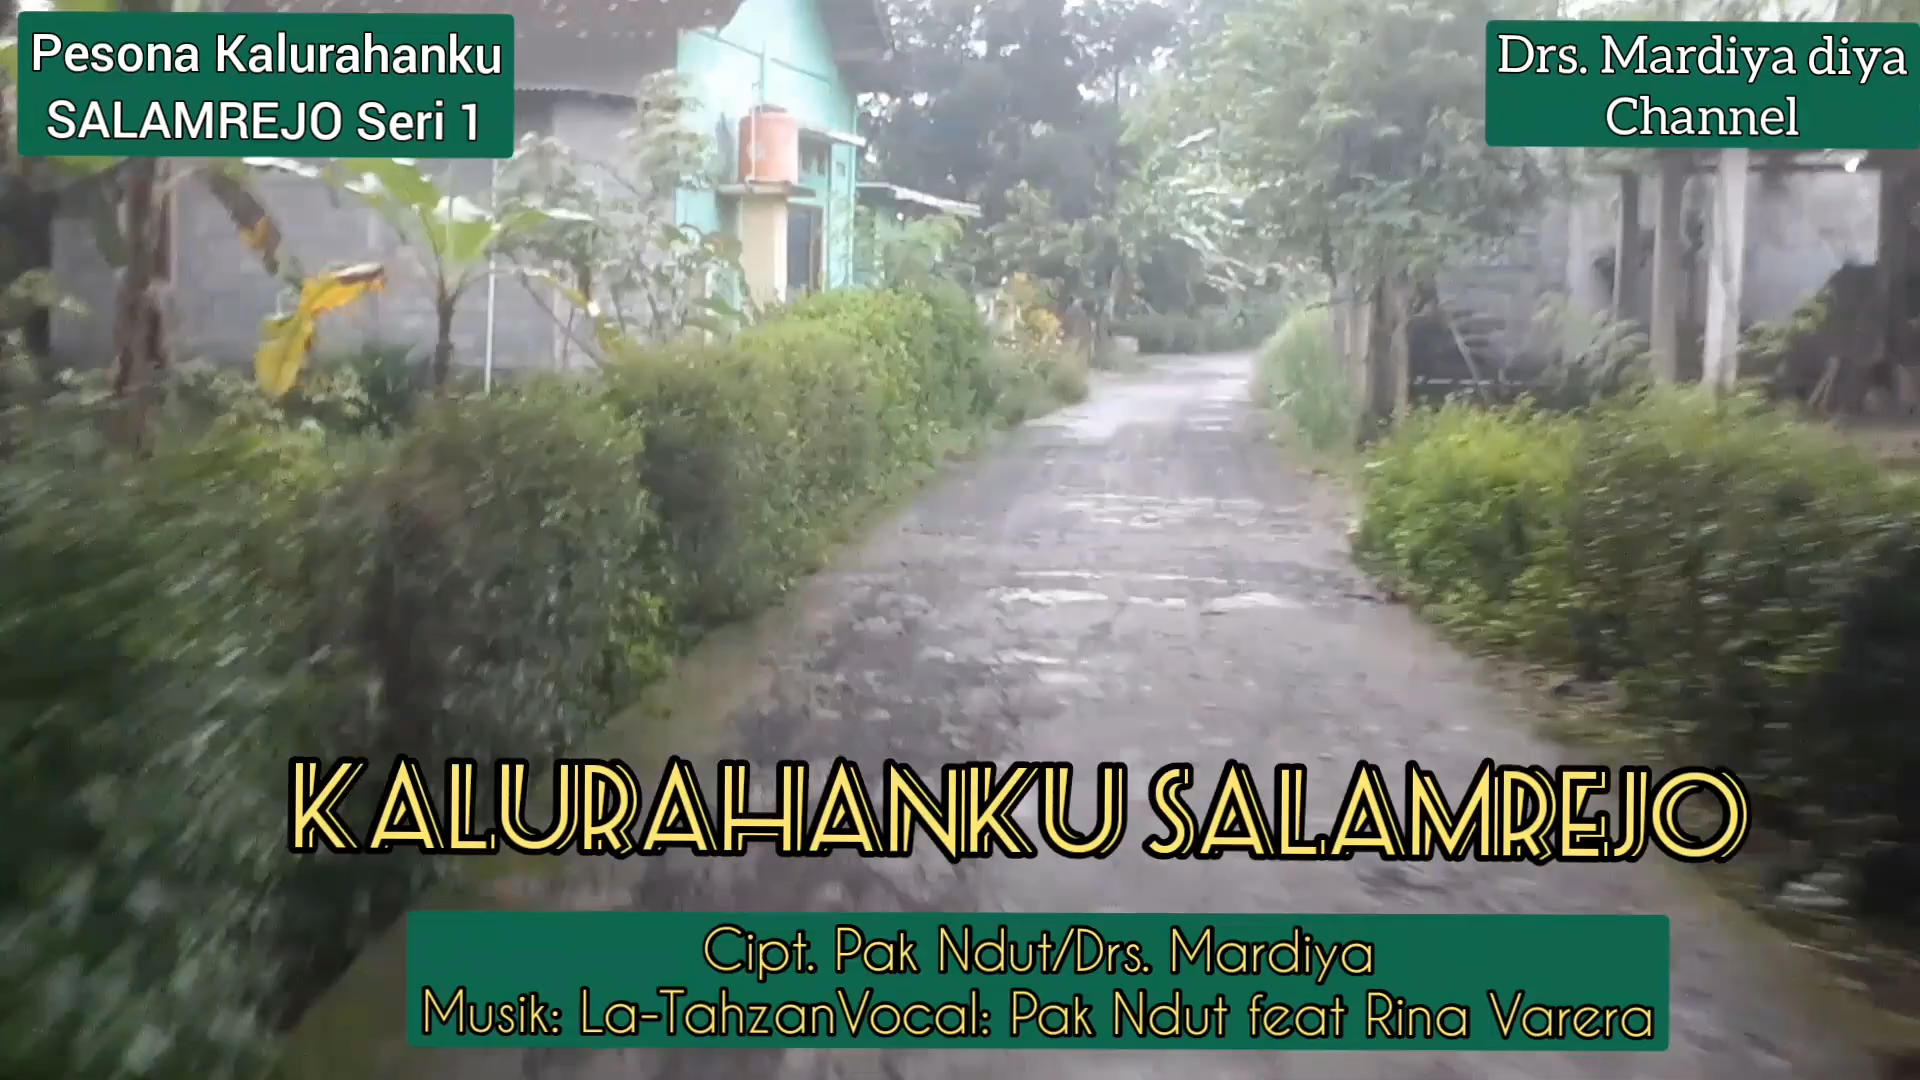 Pesona Kalurahanku
SALAMREJO Seri 1
Drs. Mardiya diya
Channel
KALURAHANKU SALAMREJO
Cipt. Pak Ndut/Drs. Mardiya
Musik: La-TahzanVocal: Pak Ndut feat Rina Varera